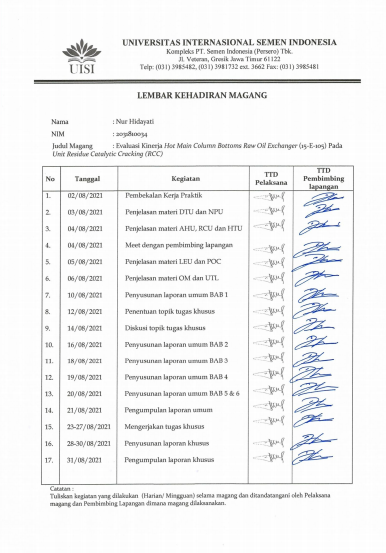 UISI
UNIVERSITAS INTERNASIONAL SEMEN INDONESIA
Kompleks PT. Semen Indonesia (Persero) Tbk.
Jl. Veteran, Gresik Jawa Timur 61122
Telp: (031) 3985482, (031) 3981732 ext. 3662 Fax: (031) 3985481
LEMBAR KEHADIRAN MAGANG
Nama : Nur Hidayati
NIM : 2031810034
Judul Magang : Evaluasi Kinerja Hot Main Column Bottoms Raw Oil Exchanger (15-E-105) Pada
Unit Residue Catalytic Cracking (RCC)
No Tanggal Kegiatan TTD Pelaksana TTD Pembimbing lapangan
1. 02/08/2021 Pembekalan Kerja Praktik
2. 03/08/2021 Penjelasan materi DTU dan NPU
3. 04/08/2021 Penjelasan materi AHU, RCU dan HTU
4. 04/08/2021 Meet dengan pembimbing lapangan
5. 05/08/2021 Penjelasan materi LEU dan POC
6. 06/08/2021 Penjelasan materi OM dan UTL
7. 10/08/2021 Penyusunan laporan umum BAB 1
8. 12/08/2021 Penentuan topik tugas khusus
9. 14/08/2021 Diskusi topik tugas khusus
10. 16/08/2021 Penyusunan laporan umum BAB 2
11. 18/08/2021 Penyusunan laporan umum BAB 3
12. 19/08/2021 Penyusunan laporan umum BAB 4
13. 20/08/2021 Penyusunan laporan umum BAB 5 & 6
14. 21/08/2021 Pengumpulan laporan umum
15. 23-27/08/2021 Mengerjakan tugas khusus
16. 28-30/08/2021 Penyusunan laporan khusus
17. 31/08/2021 Pengumpulan laporan khusus
Catatan :
Tuliskan kegiatan yang dilakukan (Harian/ Mingguan) selama magang dan ditandatangani oleh Pelaksana
magang dan Pembimbing Lapangan dimana magang dilaksanakan.